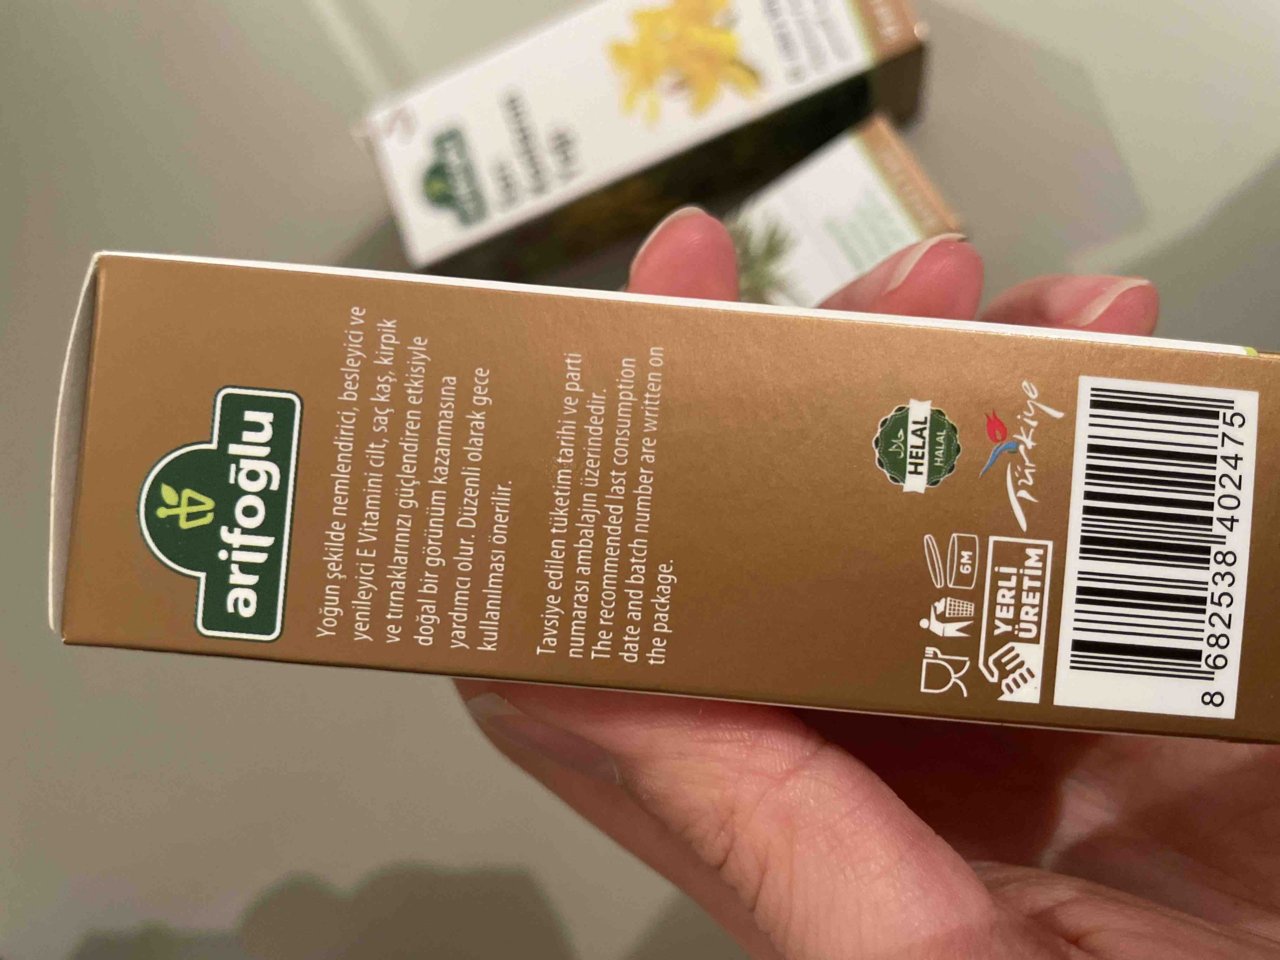 arifoğlu
Yoğun şekilde nemlendirici, besleyici ve
yenileyici E Vitamini cilt, saç kaş, kirpik
ve tırnaklarınızı güçlendiren etkisiyle
doğal bir görünüm kazanmasına
yardımcı olur. Düzenli olarak gece
kullanılması önerilir.
Tavsiye edilen tüketim tarihi ve parti
numarası ambalajın üzerindedir.
The recommended last consumption
date and batch number are written on
the package.
حلال
HELAL
HALAL
6M
Türkiye
YERLİ
ÜRETİM
8 682538 402475